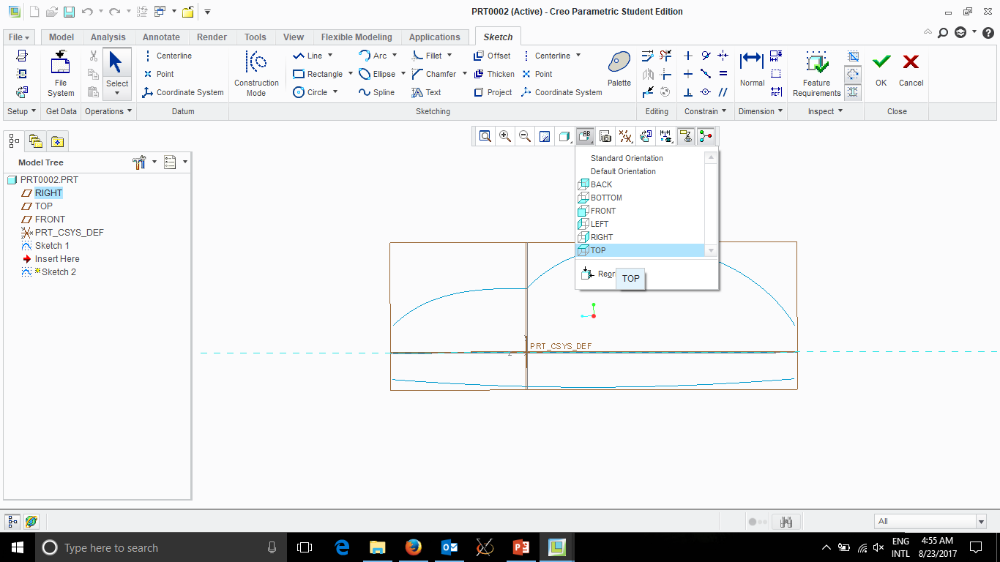 PRT0002 (Active) - Creo Parametric Student Edition
File Model Analysis Annotate Render Tools View Flexible Modeling Applications Sketch
Centerline Line Arc Fillet Offset Centerline
Point Rectangle Ellipse Chamfer Thicken Point
Coordinate System Circle Spline Text Project Coordinate System
File System
Select
Construction Mode
Palette
Normal
Feature Requirements
OK
Cancel
Setup Get Data Operations Datum Sketching Editing Constrain Dimension Inspect Close
Model Tree
PRT0002.PRT
RIGHT
TOP
FRONT
PRT_CSYS_DEF
Sketch 1
Insert Here
Sketch 2
Standard Orientation
Default Orientation
BACK
BOTTOM
FRONT
LEFT
RIGHT
TOP
TOP
PRT_CSYS_DEF
All
Type here to search
ENG
INTL
4:55 AM
8/23/2017